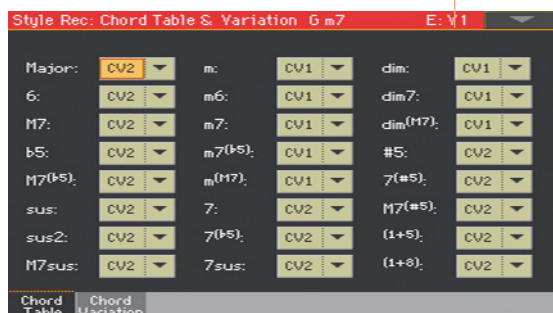 Style Rec: Chord Table & Variation G m7 E: V1
Major: CV2 m: CV1 dim: CV1
6: CV2 m6: CV1 dim7: CV1
M7: CV2 m7: CV1 dim(M7): CV1
b5: CV2 m7(b5): CV1 #5: CV2
M7(b5): CV2 m(M7): CV1 7(#5): CV2
sus: CV2 7: CV2 M7(#5): CV2
sus2: CV2 7(b5): CV2 (1+5): CV2
M7sus: CV2 7sus: CV2 (1+8): CV2
Chord Chord
Table Variation